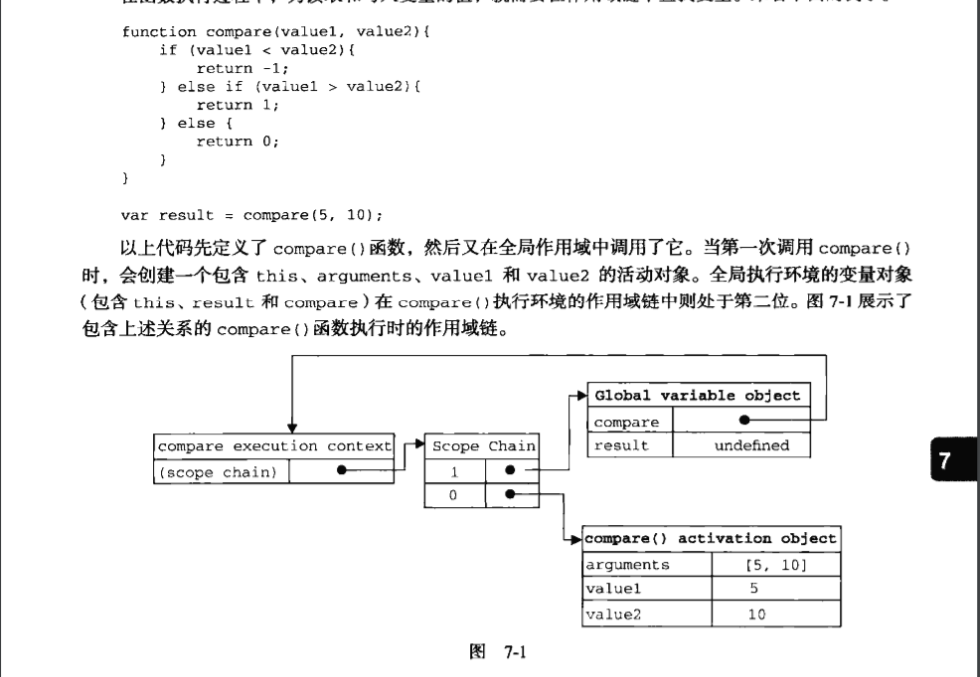 function compare(value1, value2){
if (value1 < value2){
return -1;
} else if (value1 > value2){
return 1;
} else {
return 0;
}
}
var result = compare(5, 10);
以上代码先定义了 compare()函数，然后又在全局作用域中调用了它。当第一次调用 compare()
时，会创建一个包含 this、arguments、value1 和 value2 的活动对象。全局执行环境的变量对象
（包含 this、result 和 compare）在 compare()执行环境的作用域链中则处于第二位。图 7-1 展示了
包含上述关系的 compare()函数执行时的作用域链。
Global variable object
compare
result undefined
compare execution context
(scope chain)
Scope Chain
1
0
7
compare() activation object
arguments [5, 10]
value1 5
value2 10
图 7-1